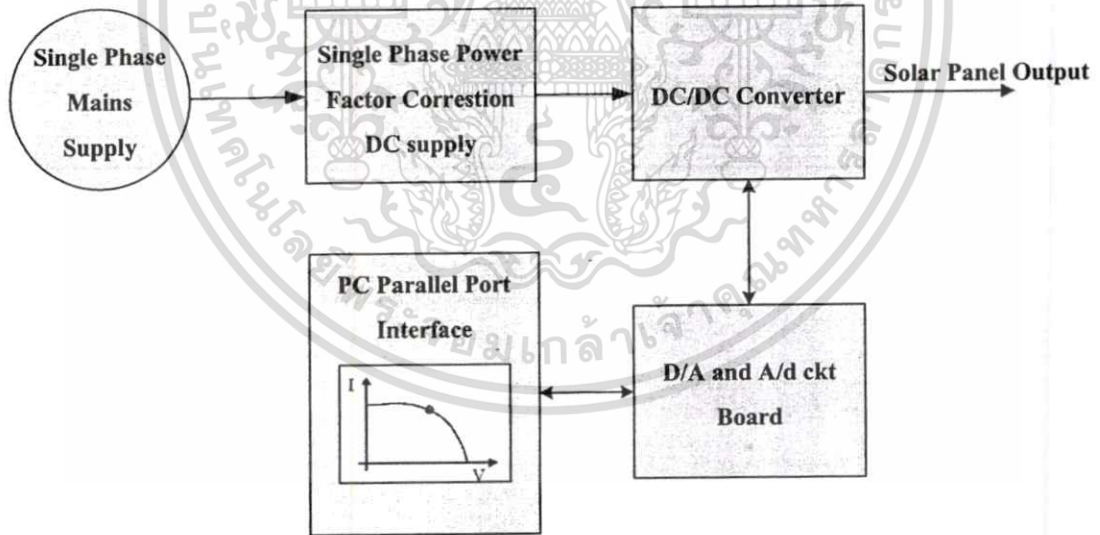 Single Phase
Mains
Supply
Single Phase Power
Factor Correstion
DC supply
DC/DC Converter
Solar Panel Output
PC Parallel Port
Interface
I
V
D/A and A/d ckt
Board